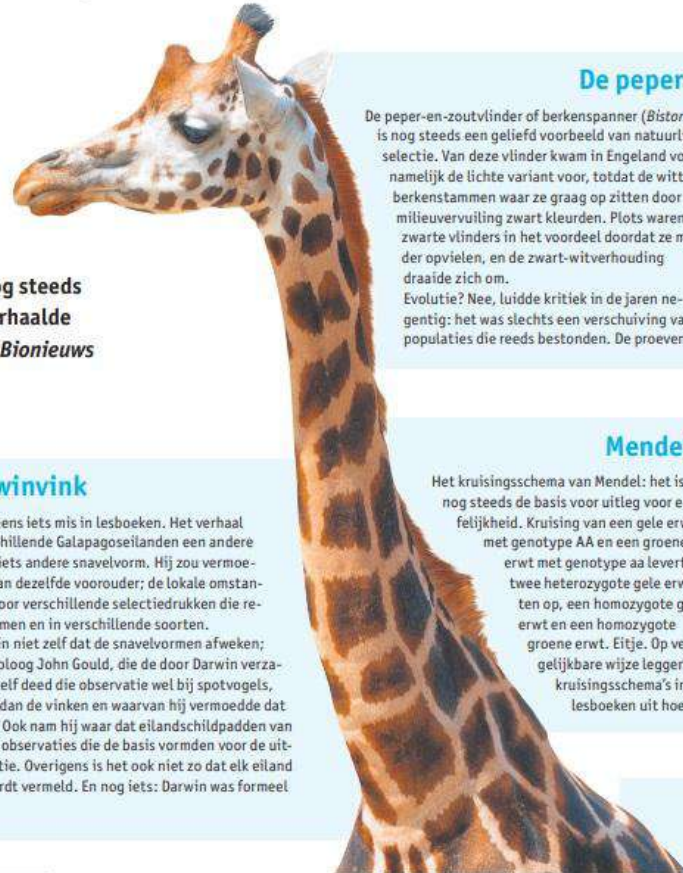 De peper
De peper-en-zoutvlinder of berkenspanner (Bistor
is nog steeds een geliefd voorbeeld van natuurl
selectie. Van deze vlinder kwam in Engeland vo
namelijk de lichte variant voor, totdat de witt
berkenstammen waar ze graag op zitten door
milieuvervuiling zwart kleurden. Plots waren
zwarte vlinders in het voordeel doordat ze m
der opvielen, en de zwart-witverhouding
draaide zich om.
Evolutie? Nee, luidde kritiek in de jaren ne-
gentig: het was slechts een verschuiving va
populaties die reeds bestonden. De proever
og steeds
rhaalde
Bionieuws
winvink
ens iets mis in lesboeken. Het verhaal
hillende Galapagoseilanden een andere
iets andere snavelvorm. Hij zou vermoe-
an dezelfde voorouder; de lokale omstan-
oor verschillende selectiedrukken die re-
men en in verschillende soorten.
in niet zelf dat de snavelvormen afweken;
oloog John Gould, die de door Darwin verza-
elf deed die observatie wel bij spotvogels,
dan de vinken en waarvan hij vermoedde dat
Ook nam hij waar dat eilandschildpadden van
observaties die de basis vormden voor de uit-
tie. Overigens is het ook niet zo dat elk eiland
rdt vermeld. En nog iets: Darwin was formeel
Mende
Het kruisingsschema van Mendel: het is
nog steeds de basis voor uitleg voor e
felijkheid. Kruising van een gele erw
met genotype AA en een groene
erwt met genotype aa leverf
twee heterozygote gele erw
ten op, een homozygote g
erwt en een homozygote
groene erwt. Eitje. Op ve
gelijkbare wijze legger
kruisingsschema's in
lesboeken uit hoe